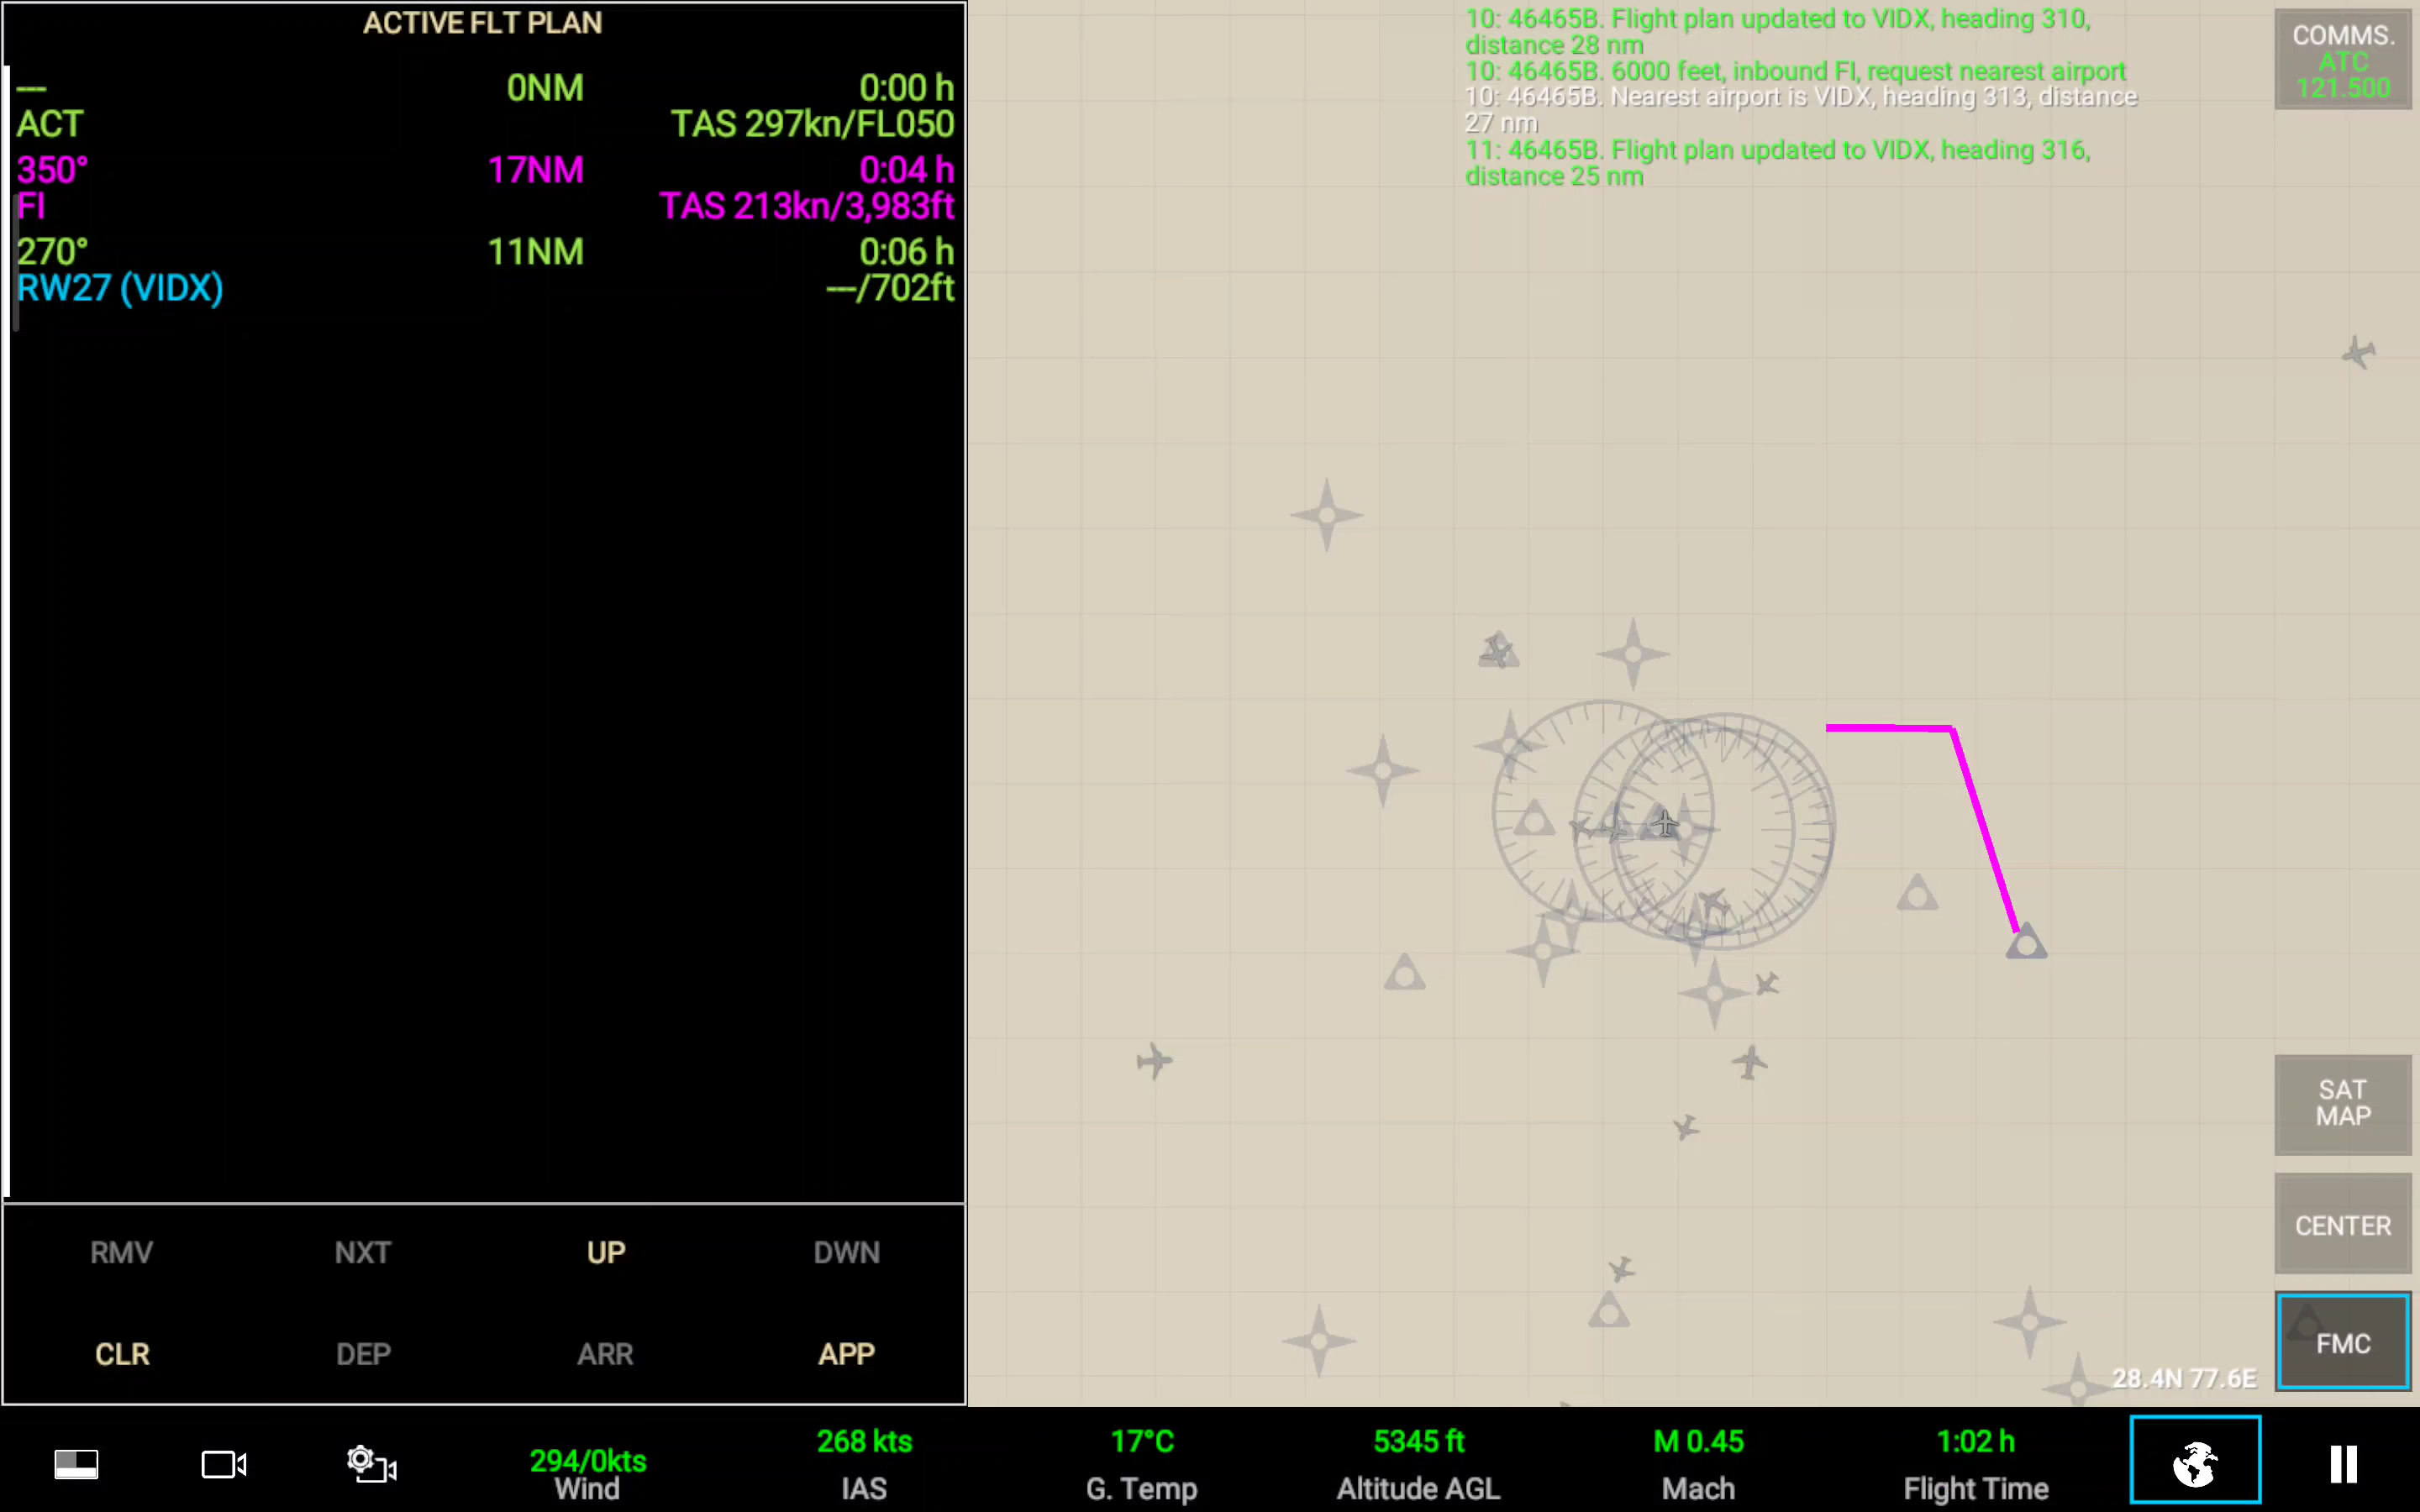 ACTIVE FLT PLAN
--- 0NM 0:00 h
ACT TAS 297kn/FL050
350° 17NM 0:04 h
FI TAS 213kn/3,983ft
270° 11NM 0:06 h
RW27 (VIDX) ---/702ft
RMV NXT UP DWN
CLR DEP ARR APP
10: 46465B. Flight plan updated to VIDX, heading 310,
distance 28 nm
10: 46465B. 6000 feet, inbound FI, request nearest airport
10: 46465B. Nearest airport is VIDX, heading 313, distance
27 nm
11: 46465B. Flight plan updated to VIDX, heading 316,
distance 25 nm
COMMS.
ATC
121.500
SAT
MAP
CENTER
FMC
28.4N 77.6E
294/0kts
Wind
268 kts
IAS
17°C
G. Temp
5345 ft
Altitude AGL
M 0.45
Mach
1:02 h
Flight Time